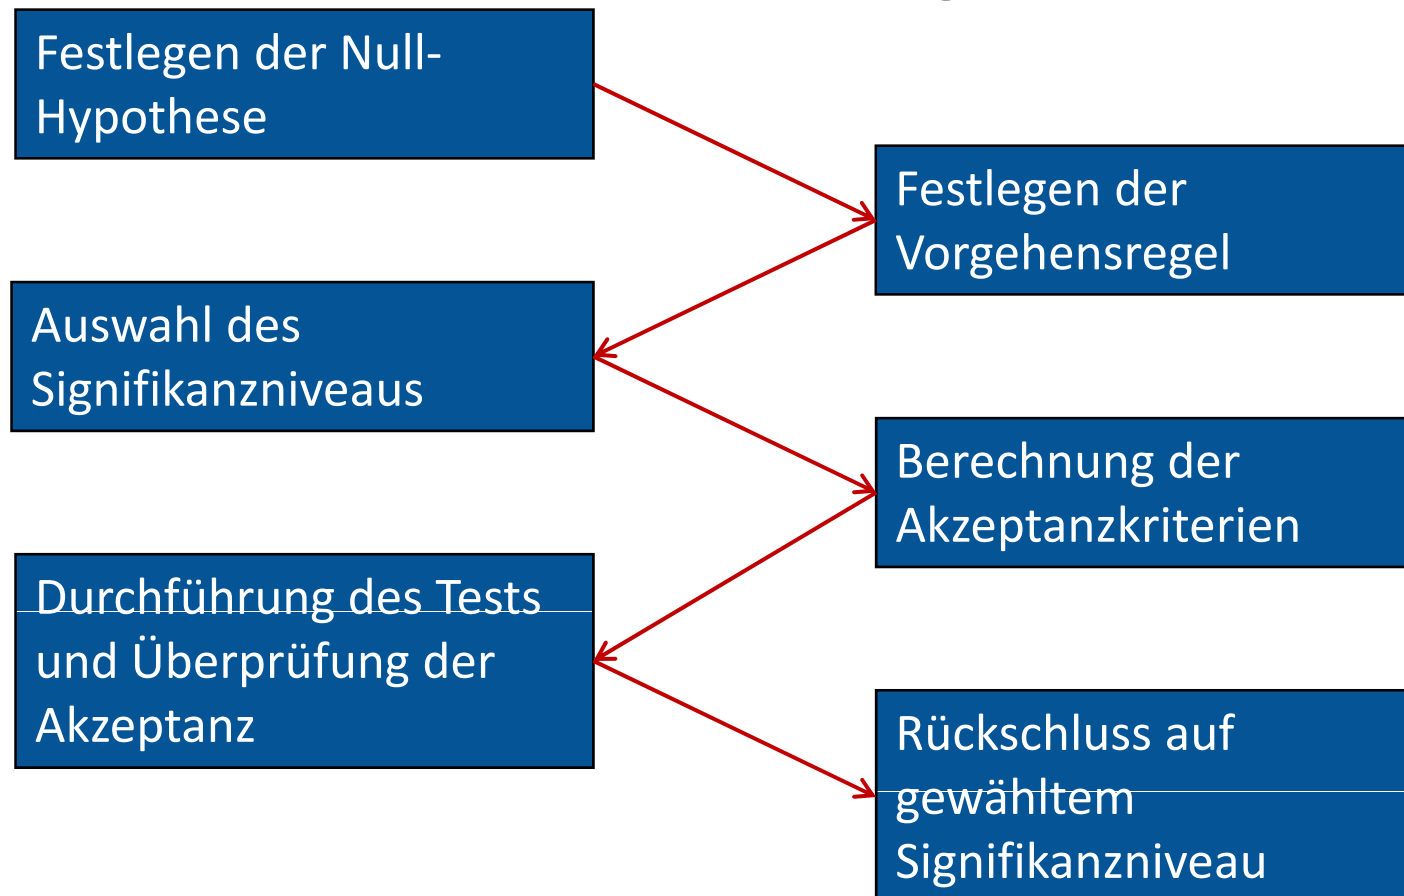 Festlegen der Null-
Hypothese
Festlegen der
Vorgehensregel
Auswahl des
Signifikanzniveaus
Berechnung der
Akzeptanzkriterien
Durchführung des Tests
und Überprüfung der
Akzeptanz
Rückschluss auf
gewähltem
Signifikanzniveau